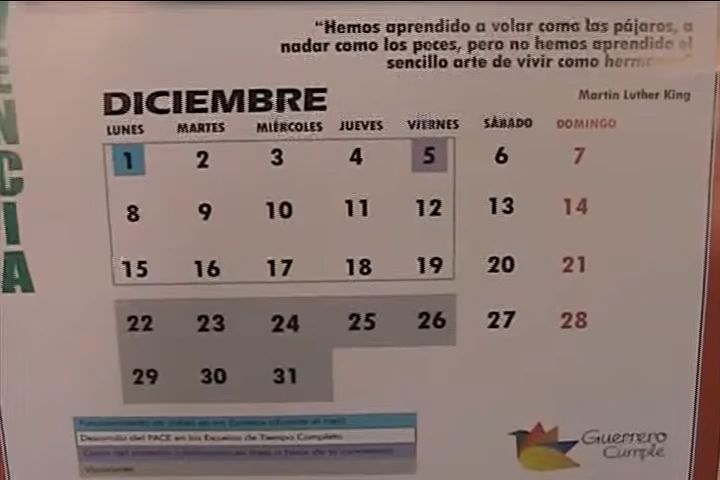 "Hemos aprendido a volar como los pájaros, a
nadar como los peces, pero no hemos aprendido el
sencillo arte de vivir como
Martin Luther King
DICIEMBRE
LUNES MARTES MIÉRCOLES JUEVES VIERNES SÁBADO DOMINGO
1 2 3 4 5 6 7
8 9 10 11 12 13 14
15 16 17 18 19 20 21
22 23 24 25 26 27 28
29 30 31
Desarrollo del PACE en las Escuelas de Tiempo Completo
Vacaciones
Guerrero
Cumple
ENCIA